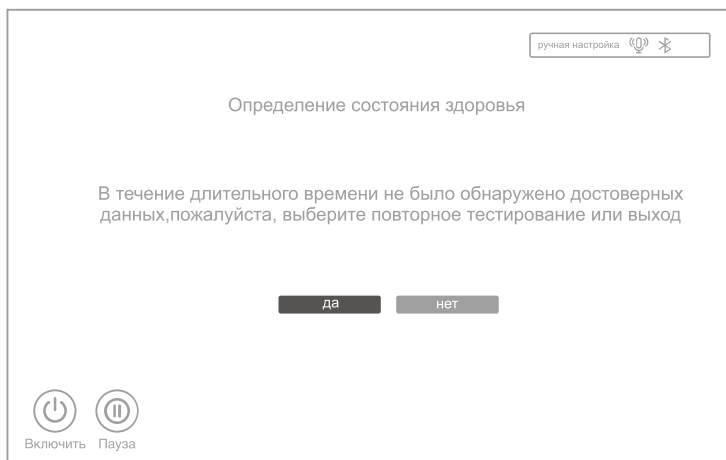 ручная настройка
Определение состояния здоровья
В течение длительного времени не было обнаружено достоверных
данных,пожалуйста, выберите повторное тестирование или выход
да нет
Включить Пауза